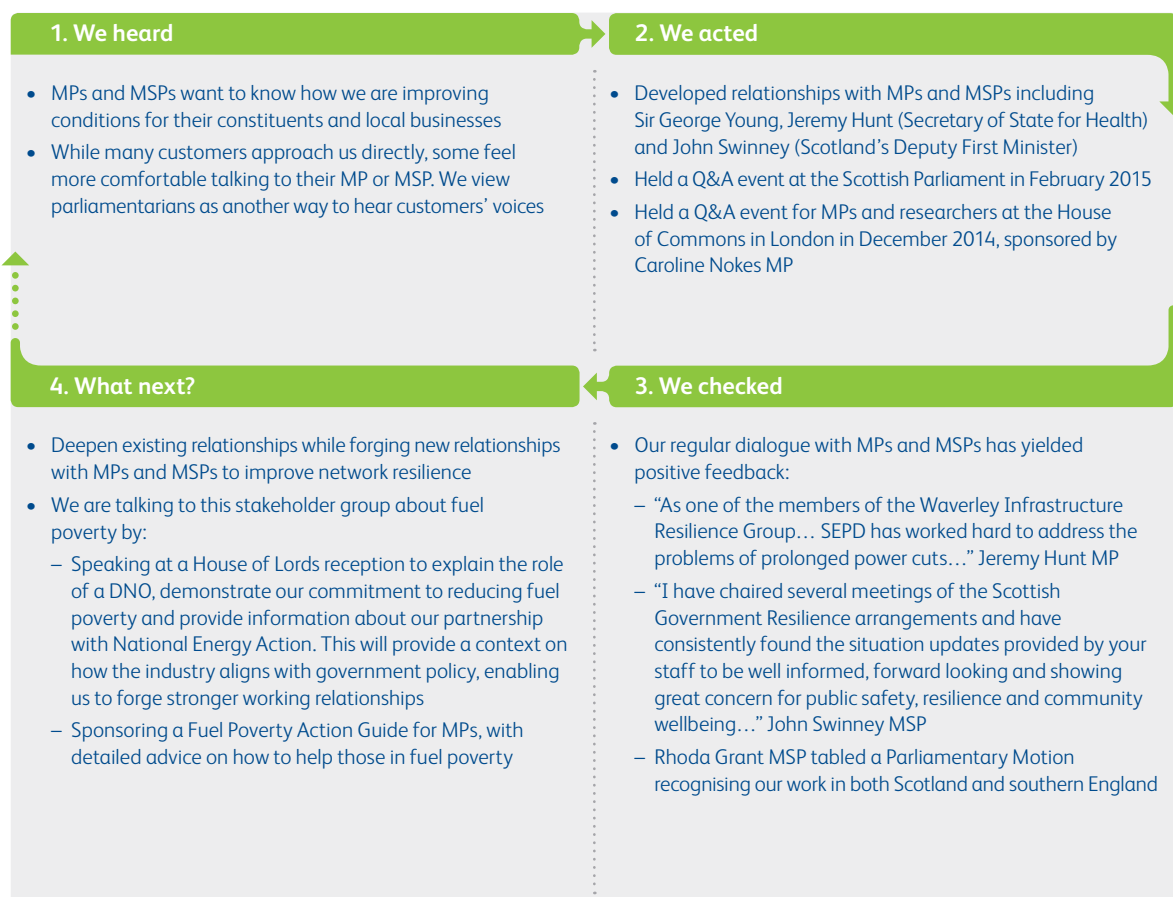 1. We heard
• MPs and MSPs want to know how we are improving
conditions for their constituents and local businesses
• While many customers approach us directly, some feel
more comfortable talking to their MP or MSP. We view
parliamentarians as another way to hear customers’ voices
2. We acted
• Developed relationships with MPs and MSPs including
Sir George Young, Jeremy Hunt (Secretary of State for Health)
and John Swinney (Scotland’s Deputy First Minister)
• Held a Q&A event at the Scottish Parliament in February 2015
• Held a Q&A event for MPs and researchers at the House
of Commons in London in December 2014, sponsored by
Caroline Nokes MP
3. We checked
• Our regular dialogue with MPs and MSPs has yielded
positive feedback:
– “As one of the members of the Waverley Infrastructure
Resilience Group… SEPD has worked hard to address the
problems of prolonged power cuts…” Jeremy Hunt MP
– “I have chaired several meetings of the Scottish
Government Resilience arrangements and have
consistently found the situation updates provided by your
staff to be well informed, forward looking and showing
great concern for public safety, resilience and community
wellbeing…” John Swinney MSP
– Rhoda Grant MSP tabled a Parliamentary Motion
recognising our work in both Scotland and southern England
4. What next?
• Deepen existing relationships while forging new relationships
with MPs and MSPs to improve network resilience
• We are talking to this stakeholder group about fuel
poverty by:
– Speaking at a House of Lords reception to explain the role
of a DNO, demonstrate our commitment to reducing fuel
poverty and provide information about our partnership
with National Energy Action. This will provide a context on
how the industry aligns with government policy, enabling
us to forge stronger working relationships
– Sponsoring a Fuel Poverty Action Guide for MPs, with
detailed advice on how to help those in fuel poverty